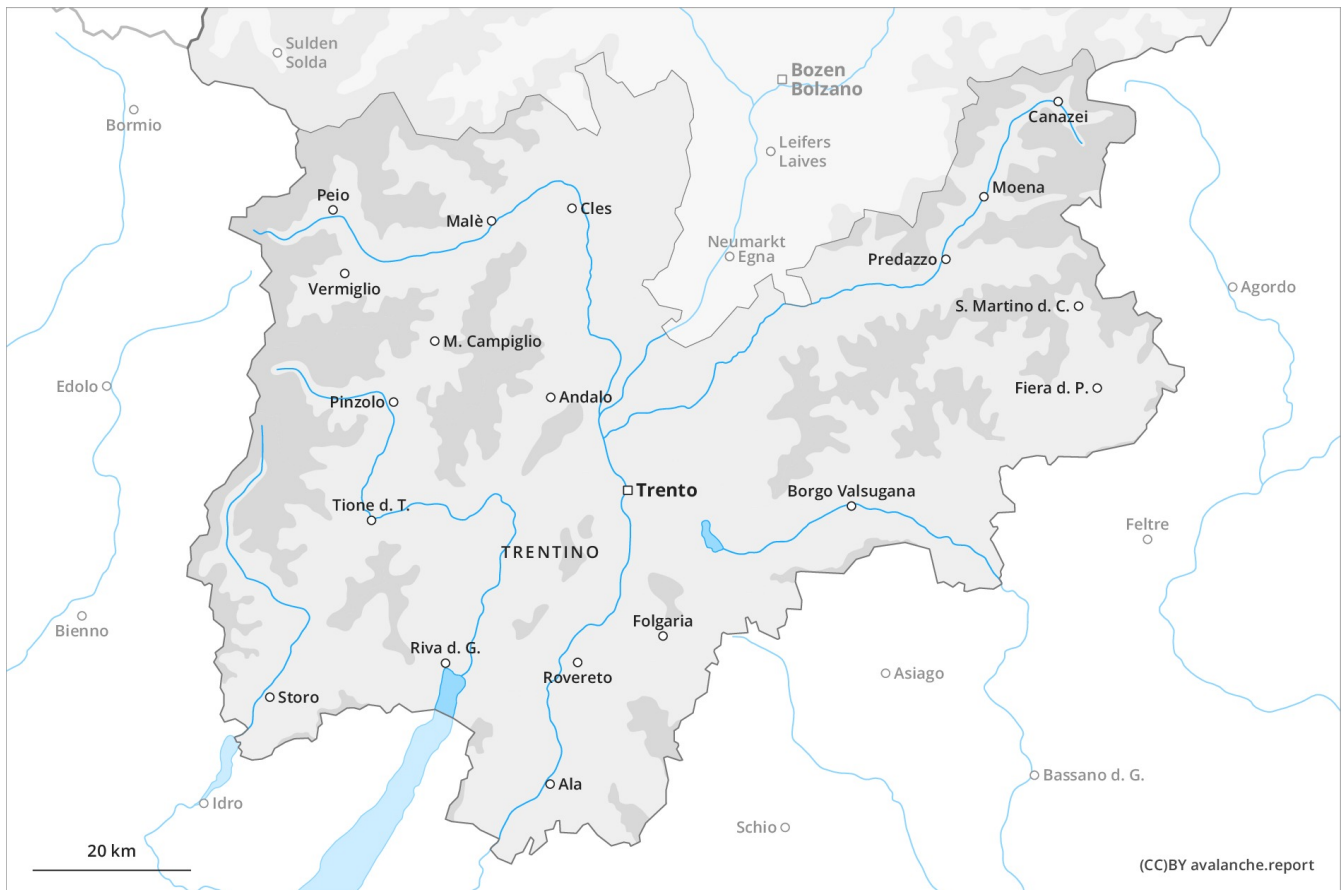 Sulden
Solda
Bozen
Bolzano
Bormio
Canazei
Leifers
Laives
Peio
Moena
Malè
Cles
Neumarkt
Egna
Predazzo
Vermiglio
Agordo
S. Martino d. C.
M. Campiglio
Edolo
Fiera d. P.
Pinzolo
Andalo
Trento
Borgo Valsugana
Tione d. T.
Feltre
TRENTINO
Bienno
Folgaria
Riva d. G.
Rovereto
Asiago
Storo
Bassano d. G.
Ala
Idro
Schio
20 km
(CC)BY avalanche.report